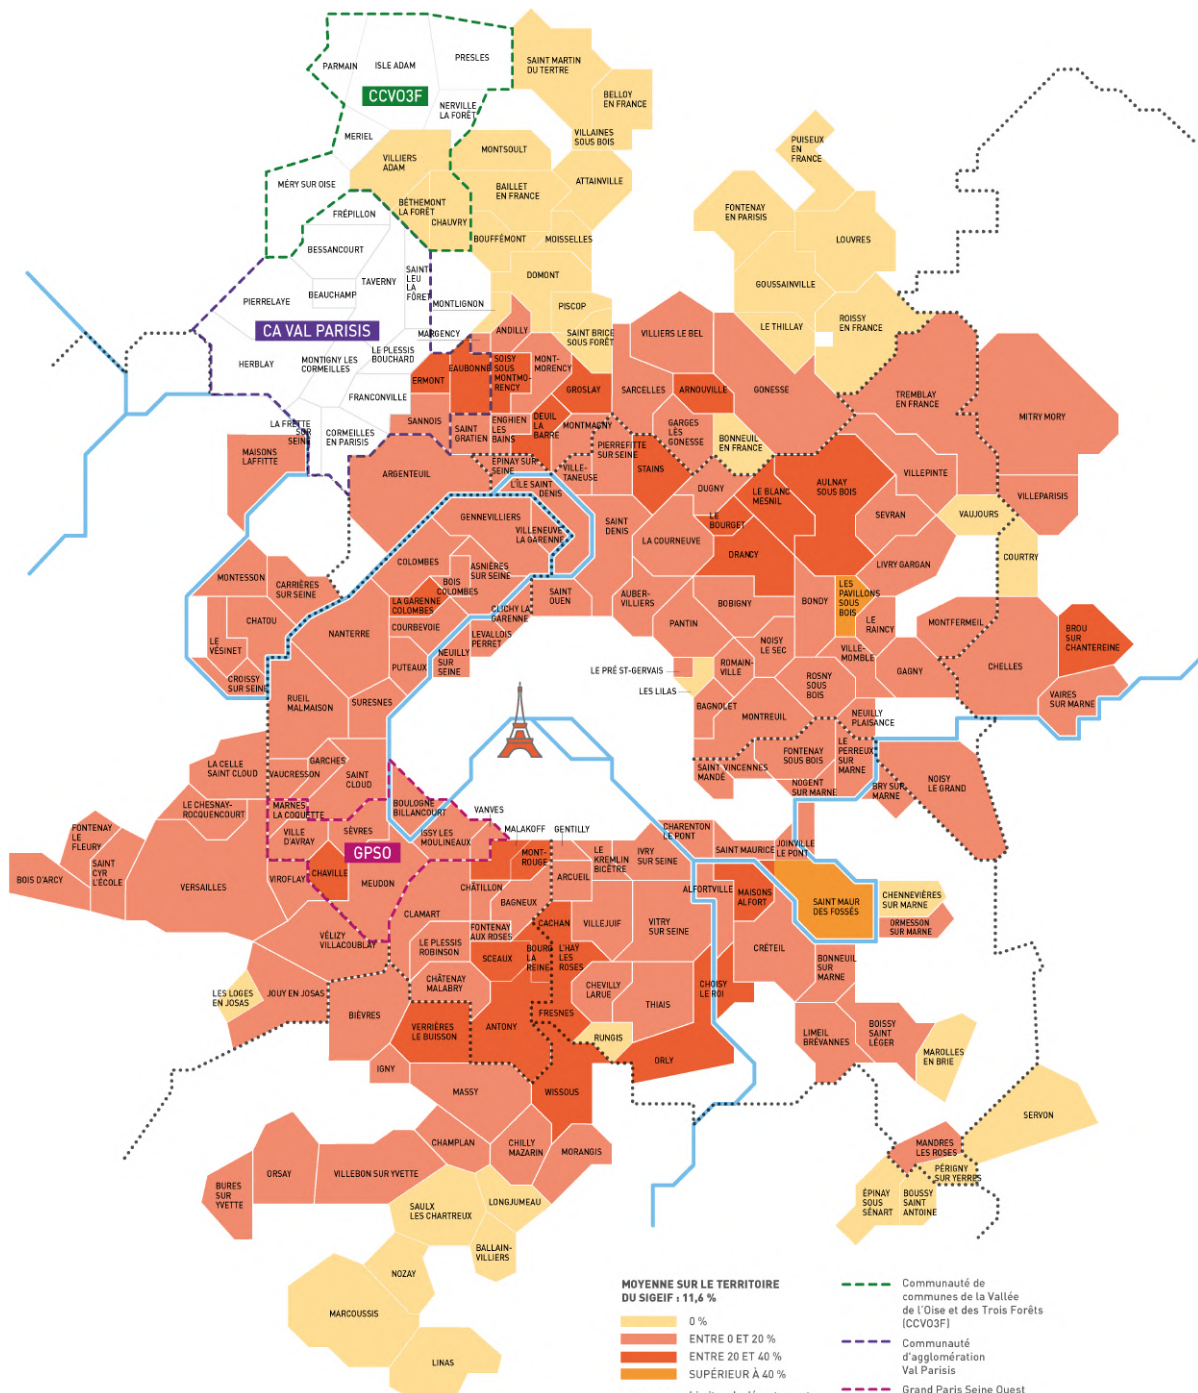 PARMAIN
ISLE ADAM
PRESLES
SAINT MARTIN
DU TERTRE
CCVO3F
NERVILLE
LA FORÊT
BELLOY
EN FRANCE
MERIEL
VILLAINES
SOUS BOIS
VILLIERS
ADAM
MONTSOULT
PUISEUX
EN
FRANCE
MÉRY SUR OISE
BAILLET
EN FRANCE
ATTAINVILLE
FRÉPILLON
BÉTHEMONT
LA FORÊT
CHAUVRY
FONTENAY
EN PARISIS
BESSANCOURT
BOUFFÉMONT
MOISSELLES
LOUVRES
PIERRELAYE
BEAUCHAMP
TAVERNY
SAINT
LEU
LA
FÔRET
DOMONT
GOUSSAINVILLE
MONTLIGNON
PISCOP
CA VAL PARISIS
MARGENCY
ANDILLY
SAINT BRICE
SOUS FORÊT
VILLIERS LE BEL
LE THILLAY
ROISSY
EN FRANCE
HERBLAY
MONTIGNY LES
CORMEILLES
LE PLESSIS
BOUCHARD
EAUBONNE
SOISY
SOUS
MONTMO-
RENCY
MONT-
MORENCY
ERMONT
GROSLAY
SARCELLES
ARNOUVILLE
GONESSE
TREMBLAY
EN FRANCE
MITRY MORY
FRANCONVILLE
LA FRETTE
SUR
SEINE
CORMEILLES
EN PARISIS
SANNOIS
SAINT
GRATIEN
ENGHIEN
LES
BAINS
DEUIL
LA
BARRE
MONTMAGNY
GARGES
LÈS
GONESSE
BONNEUIL
EN FRANCE
MAISONS
LAFFITTE
ARGENTEUIL
ÉPINAY SUR
SEINE
VILLE-
TANEUSE
PIERREFITTE
SUR SEINE
STAINS
L'ÎLE SAINT
DENIS
DUGNY
LE BLANC
MESNIL
AULNAY
SOUS BOIS
VILLEPINTE
VILLEPARISIS
GENNEVILLIERS
VILLENEUVE
LA GARENNE
SAINT
DENIS
LE
BOURGET
SEVRAN
VAUJOURS
LA COURNEUVE
DRANCY
COLOMBES
BOIS
COLOMBES
ASNIÈRES
SUR SEINE
COURTRY
LIVRY GARGAN
MONTESSON
CARRIÈRES
SUR SEINE
LA GARENNE
COLOMBES
SAINT
OUEN
AUBER-
VILLIERS
BOBIGNY
BONDY
LES
PAVILLONS
SOUS
BOIS
CLICHY LA
GARENNE
CHATOU
COURBEVOIE
NANTERRE
LEVALLOIS
PERRET
PANTIN
LE
RAINCY
MONTFERMEIL
BROU
SUR
CHANTEREINE
LE
VÉSINET
NEUILLY
SUR
SEINE
NOISY
LE SEC
VILLE-
MOMBLE
CHELLES
PUTEAUX
LE PRÉ ST-GERVAIS
ROMAIN-
VILLE
ROSNY
SOUS
BOIS
GAGNY
CROISSY
SUR SEINE
LES LILAS
VAIRES
SUR MARNE
RUEIL
MALMAISON
SURESNES
BAGNOLET
MONTREUIL
NEUILLY
PLAISANCE
LA CELLE
SAINT CLOUD
GARCHES
VAUCRESSON
SAINT
CLOUD
SAINT
MANDÉ
VINCENNES
FONTENAY
SOUS BOIS
LE
PERREUX
SUR
MARNE
NOGENT
SUR MARNE
BRY SUR
MARNE
NOISY
LE GRAND
LE CHESNAY-
ROCQUENCOURT
MARNES
LA COQUETTE
BOULOGNE
BILLANCOURT
VANVES
FONTENAY
LE
FLEURY
VILLE
D'AVRAY
SÈVRES
ISSY LES
MOULINEAUX
MALAKOFF
GENTILLY
CHARENTON
LE PONT
SAINT MAURICE
JOINVILLE
LE PONT
GPSO
MONT-
ROUGE
LE
KREMLIN
BICÊTRE
IVRY
SUR SEINE
BOIS D'ARCY
SAINT
CYR
L'ÉCOLE
VERSAILLES
VIROFLAY
CHAVILLE
MEUDON
CHÂTILLON
ARCUEIL
ALFORTVILLE
MAISONS
ALFORT
SAINT MAUR
DES FOSSÉS
CHENNEVIÈRES
SUR MARNE
BAGNEUX
CLAMART
CACHAN
VILLEJUIF
VITRY
SUR SEINE
ORMESSON
SUR MARNE
FONTENAY
AUX ROSES
VÉLIZY
VILLACOUBLAY
LE PLESSIS
ROBINSON
SCEAUX
BOURG
LA
REINE
L'HAY
LES
ROSES
CRÉTEIL
BONNEUIL
SUR
MARNE
CHÂTENAY
MALABRY
CHEVILLY
LARUE
CHOISY
LE ROI
LES LOGES
EN JOSAS
JOUY EN JOSAS
THIAIS
BIÈVRES
VERRIÈRES
LE BUISSON
ANTONY
FRESNES
RUNGIS
LIMEIL
BRÉVANNES
BOISSY
SAINT
LÉGER
MAROLLES
EN BRIE
ORLY
IGNY
MASSY
WISSOUS
SERVON
CHAMPLAN
CHILLY
MAZARIN
MORANGIS
MANDRES
LES ROSES
ORSAY
VILLEBON SUR YVETTE
PÉRIGNY
SUR YERRES
BURES
SUR
YVETTE
ÉPINAY
SOUS
SÉNART
BOUSSY
SAINT
ANTOINE
SAULX
LES CHARTREUX
LONGJUMEAU
BALLAIN-
VILLIERS
NOZAY
MARCOUSSIS
LINAS
MOYENNE SUR LE TERRITOIRE
DU SIGEIF : 11,6 %
0 %
ENTRE 0 ET 20 %
ENTRE 20 ET 40 %
SUPÉRIEUR À 40 %
Communauté de
communes de la Vallée
de l'Oise et des Trois Forêts
(CCVO3F)
Communauté
d'agglomération
Val Parisis
Grand Paris Seine Ouest